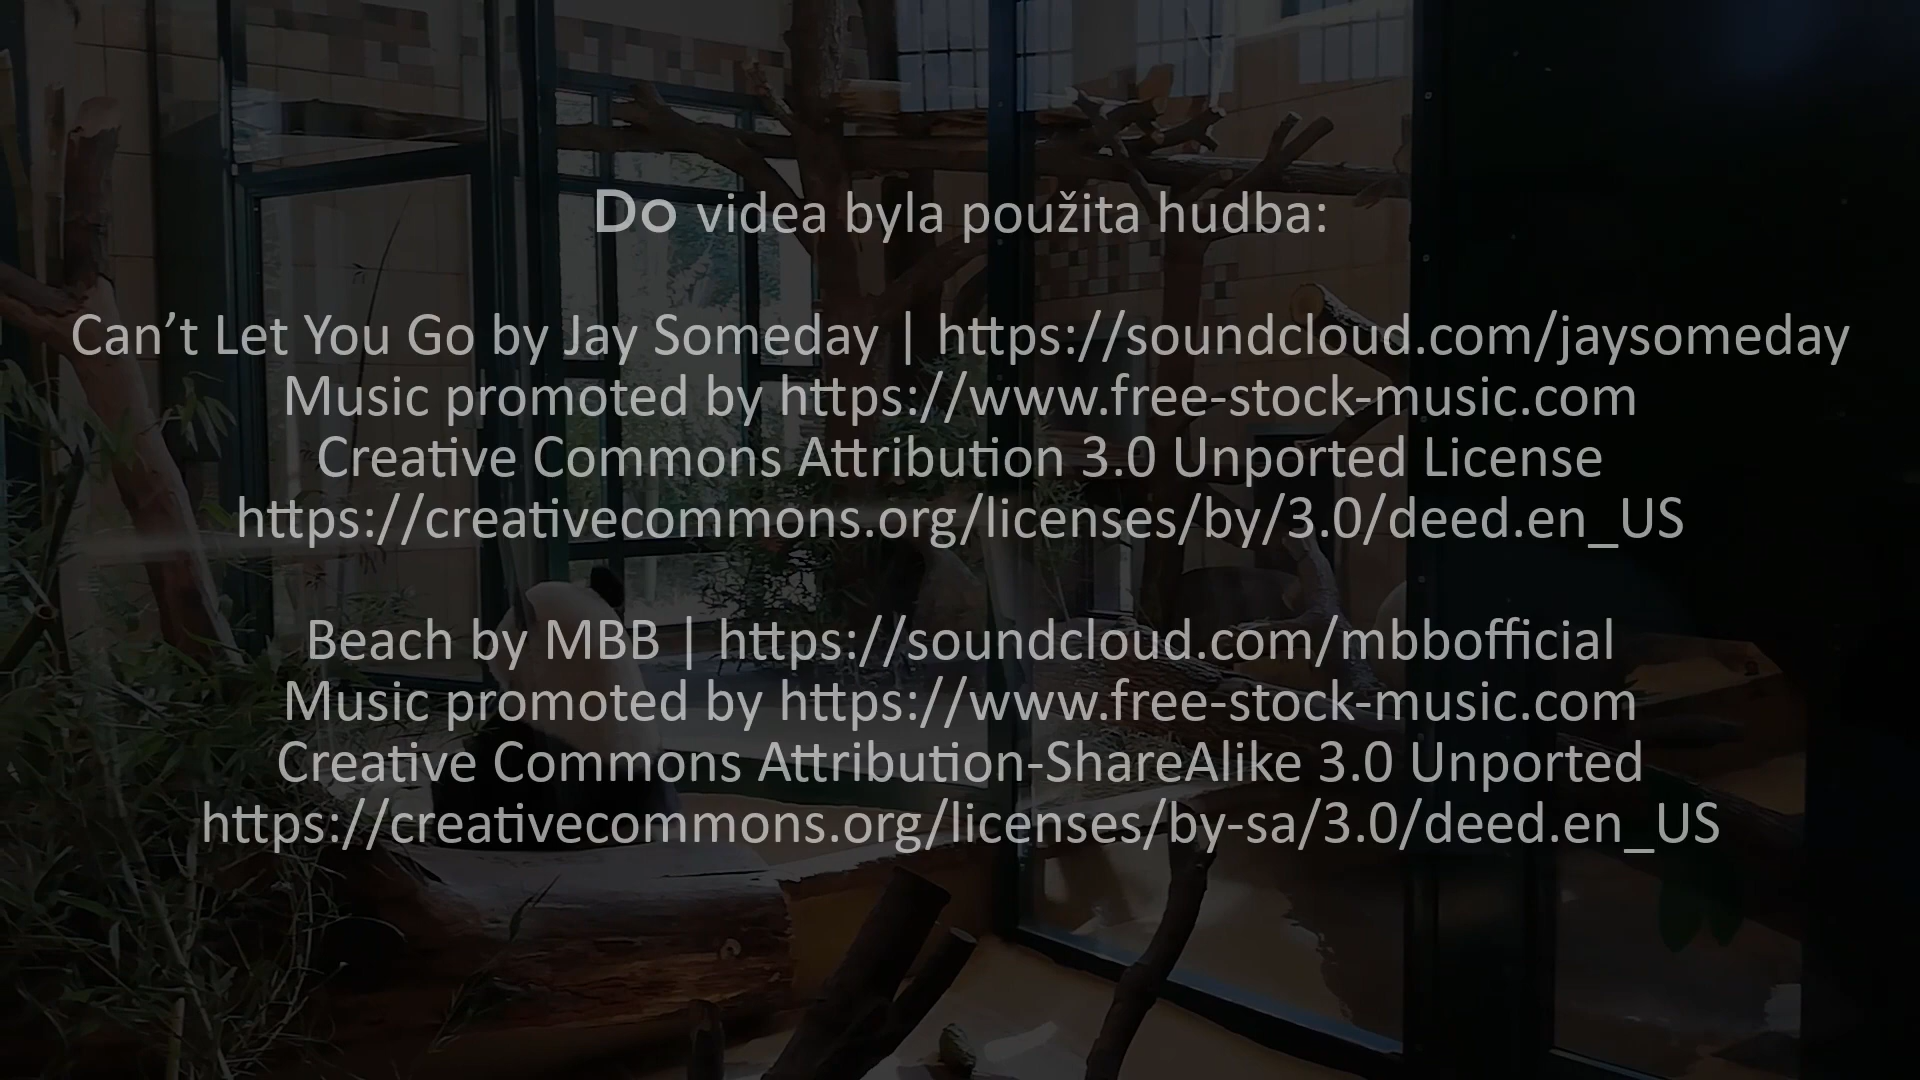 Do videa byla použita hudba:
Can’t Let You Go by Jay Someday | https://soundcloud.com/jaysomeday
Music promoted by https://www.free-stock-music.com
Creative Commons Attribution 3.0 Unported License
https://creativecommons.org/licenses/by/3.0/deed.en_US
Beach by MBB | https://soundcloud.com/mbbofficial
Music promoted by https://www.free-stock-music.com
Creative Commons Attribution-ShareAlike 3.0 Unported
https://creativecommons.org/licenses/by-sa/3.0/deed.en_US